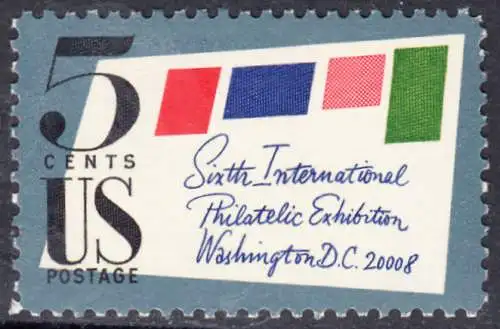 5
CENTS
US
POSTAGE
Sixth International
Philatelic Exhibition
Washington D.C. 20008